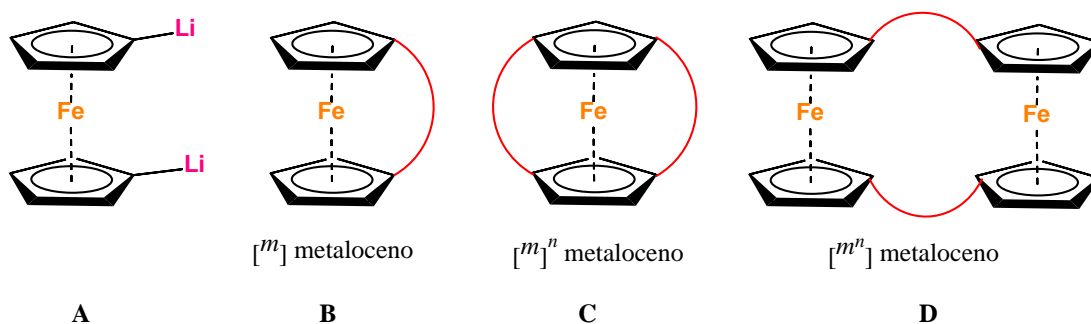 Li
Fe
Li
Fe
Fe
Fe
Fe
[m] metaloceno
[m]ⁿ metaloceno
[mⁿ] metaloceno
A
B
C
D